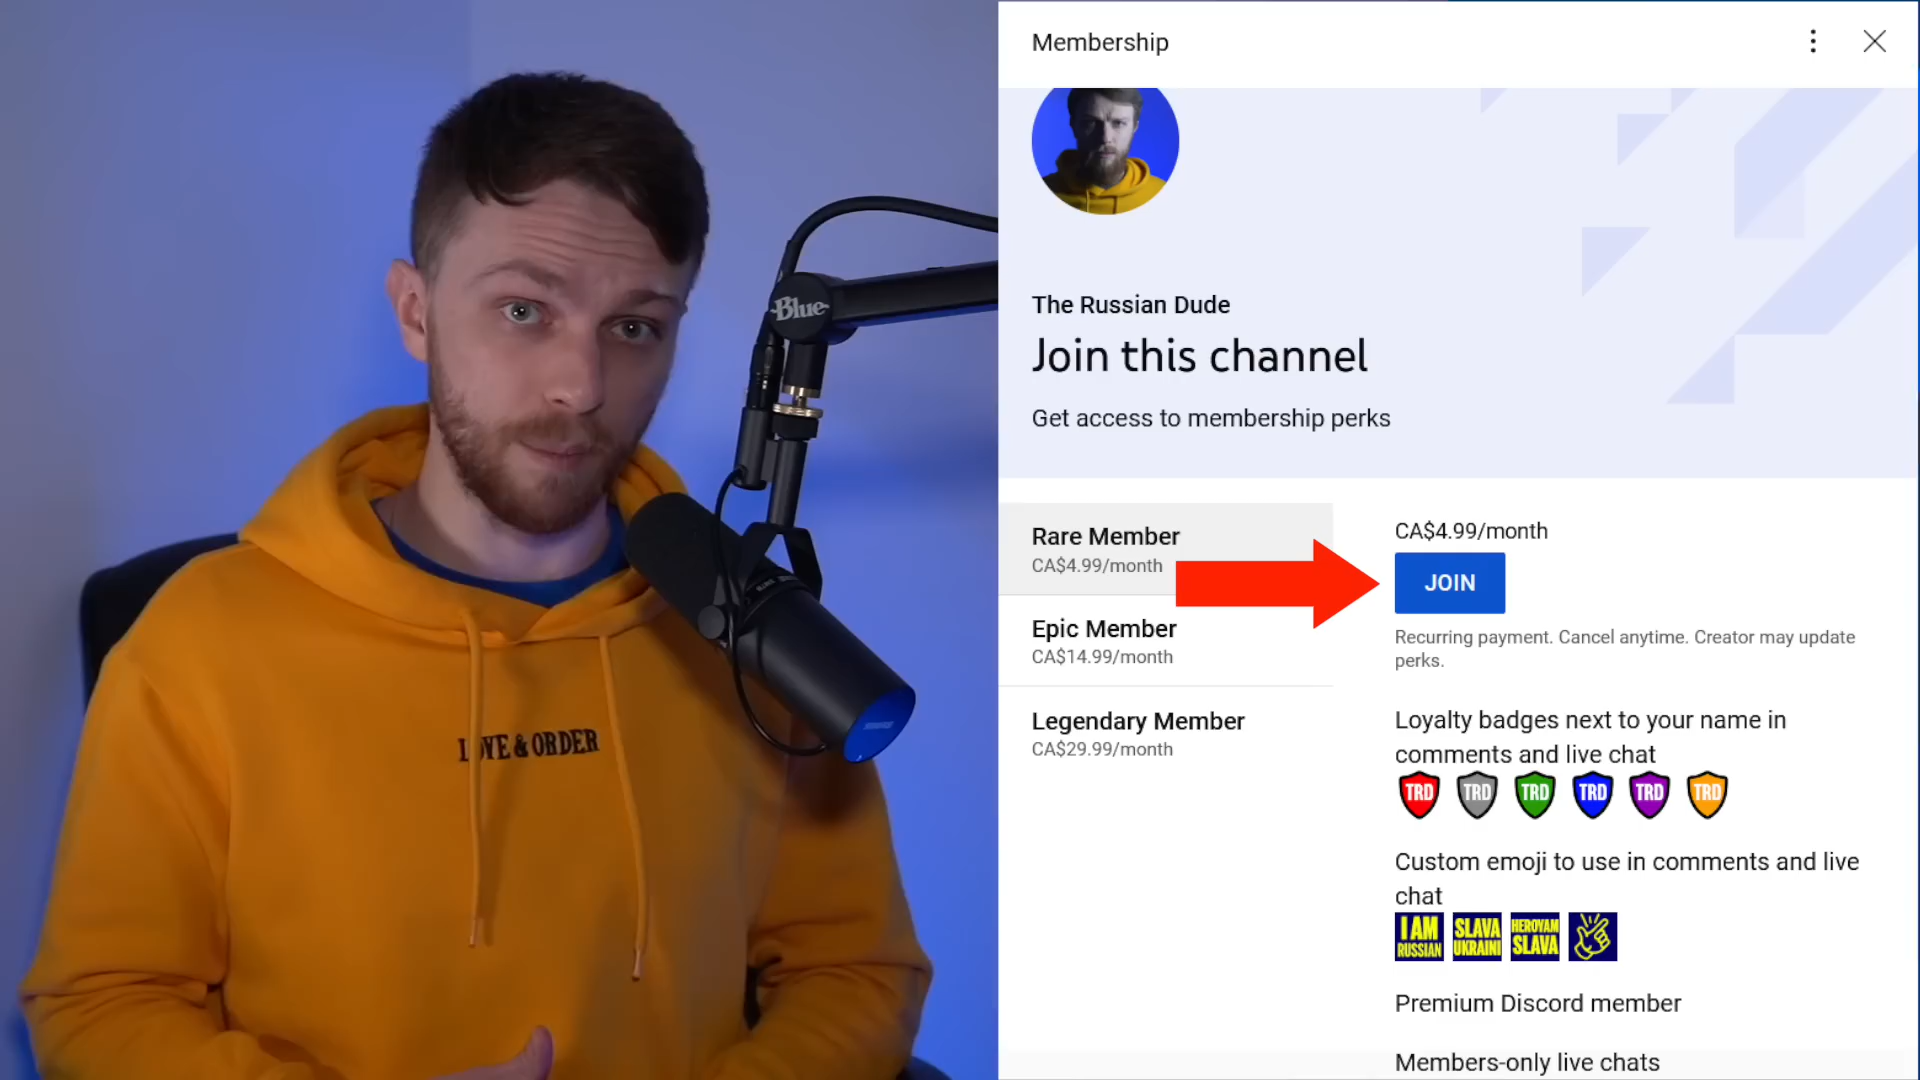 Blue
LOVE & ORDER
Membership
The Russian Dude
Join this channel
Get access to membership perks
Rare Member
CA$4.99/month
Epic Member
CA$14.99/month
Legendary Member
CA$29.99/month
CA$4.99/month
JOIN
Recurring payment. Cancel anytime. Creator may update
perks.
Loyalty badges next to your name in
comments and live chat
TRD TRD TRD TRD TRD TRD
Custom emoji to use in comments and live
chat
I AM
RUSSIAN
SLAVA
UKRAINI
HEROYAM
SLAVA
Premium Discord member
Members-only live chats